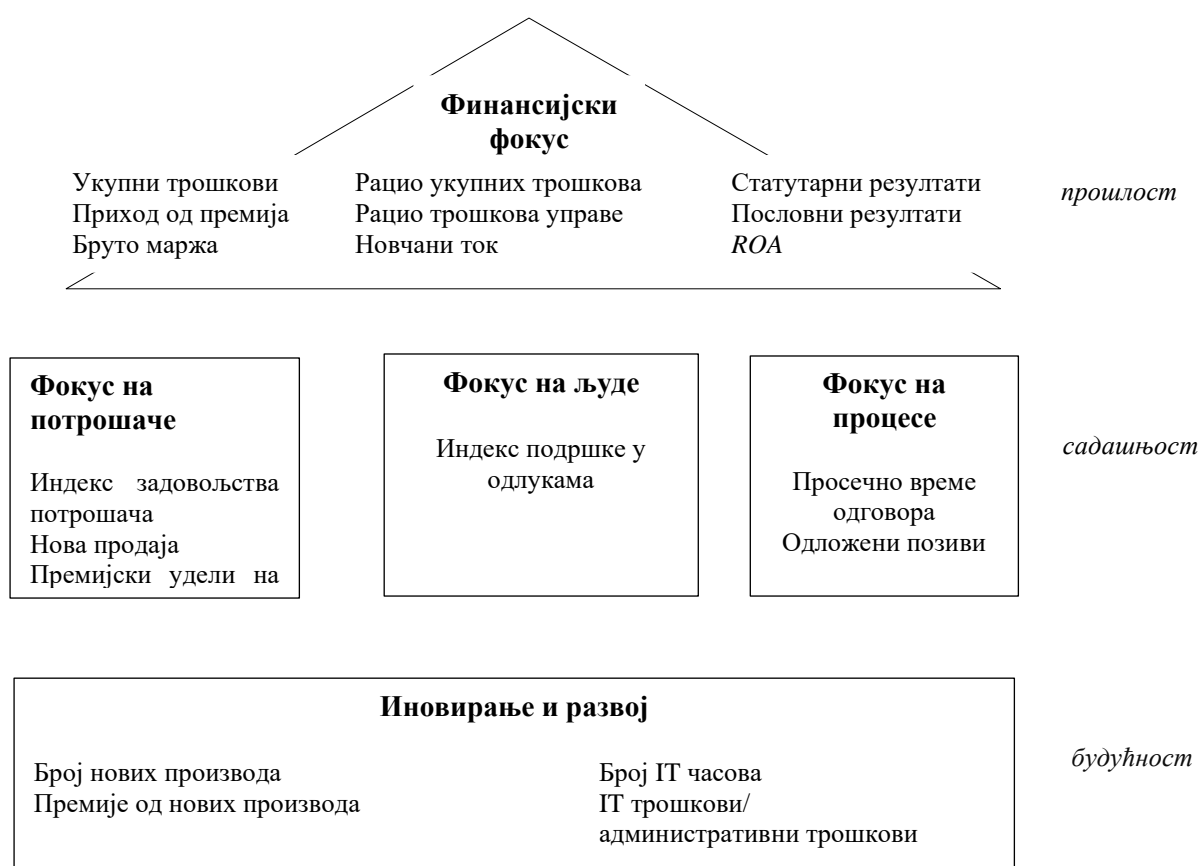 Финансијски
фокус
Укупни трошкови
Приход од премија
Бруто маржа
Рацио укупних трошкова
Рацио трошкова управе
Новчани ток
Статутарни резултати
Пословни резултати
ROA
прошлост
Фокус на
потрошаче
Индекс задовољства
потрошача
Нова продаја
Премијски удели на
Фокус на људе
Индекс подршке у
одлукама
Фокус на
процесе
Просечно време
одговора
Одложени позиви
садашњост
Иновирање и развој
Број нових производа
Премије од нових производа
Број IT часова
IT трошкови/
административни трошкови
будућност